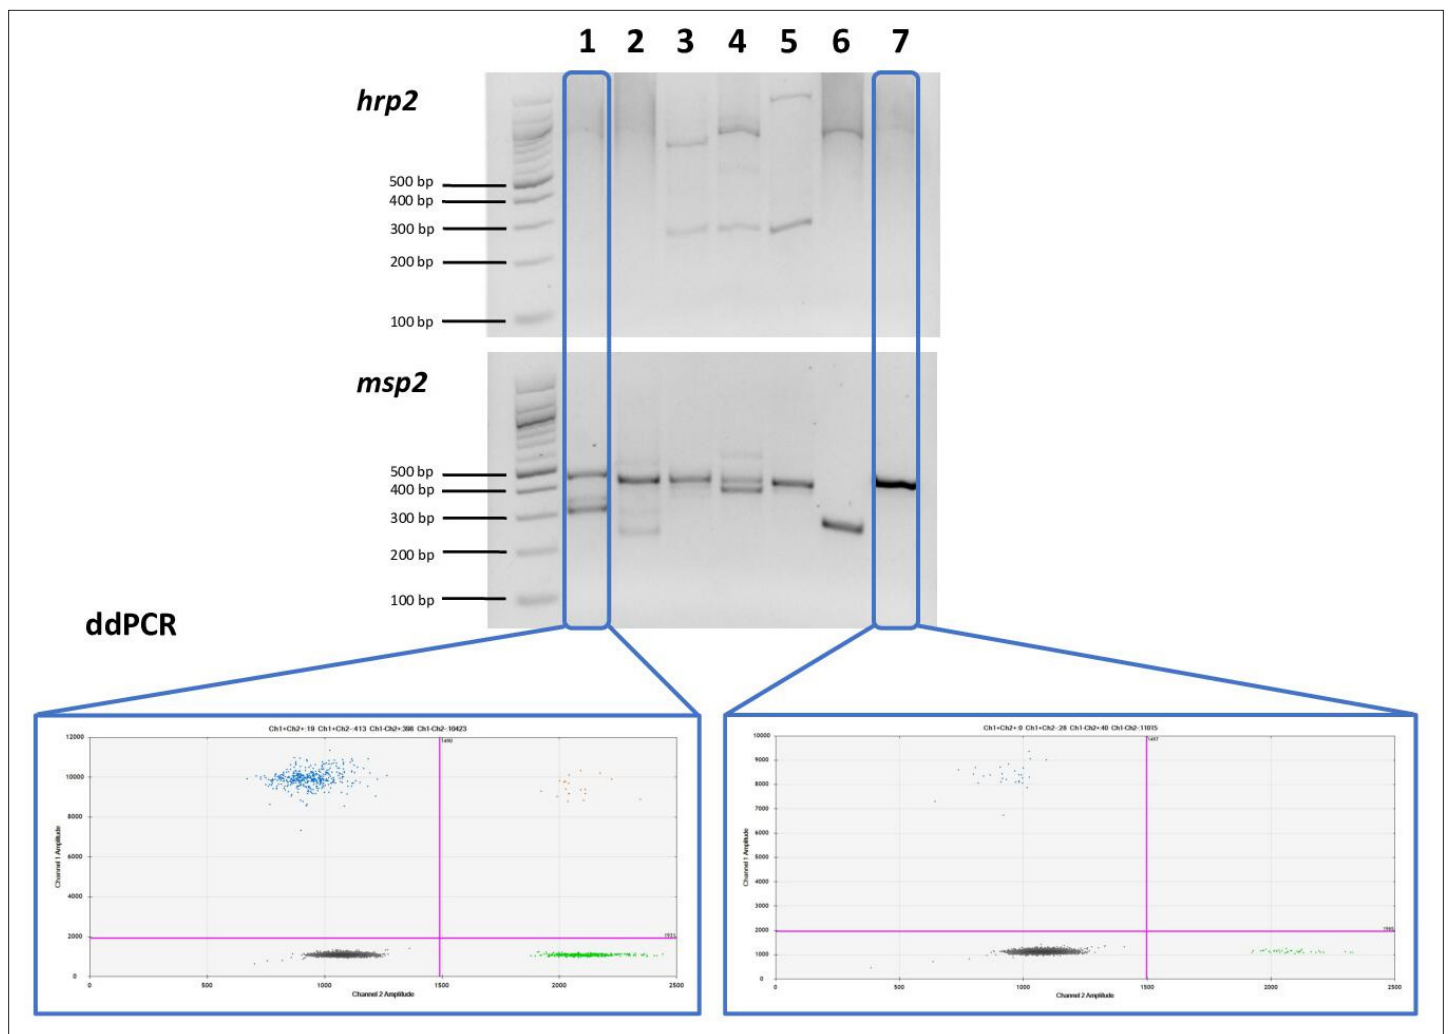 1 2 3 4 5 6 7
hrp2
500 bp
400 bp
300 bp
200 bp
100 bp
msp2
500 bp
400 bp
300 bp
200 bp
100 bp
ddPCR
Ch1+Ch2+:19 Ch1+Ch2-:413 Ch1-Ch2+:398 Ch1-Ch2-:10423
1490
12000
10000
8000
6000
4000
2000
0
Channel 1 Amplitude
0 500 1000 1500 2000 2500
Channel 2 Amplitude
Ch1+Ch2+:0 Ch1+Ch2-:28 Ch1-Ch2+:40 Ch1-Ch2-:11015
1497
10000
9000
8000
7000
6000
5000
4000
3000
2000
1000
0
Channel 1 Amplitude
0 500 1000 1500 2000 2500
Channel 2 Amplitude